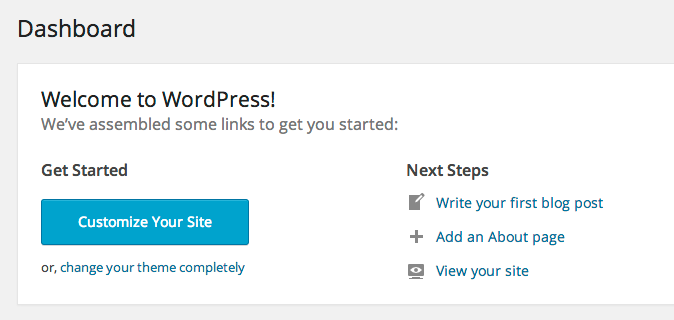 Dashboard
Welcome to WordPress!
We’ve assembled some links to get you started:
Get Started
Customize Your Site
or, change your theme completely
Next Steps
Write your first blog post
Add an About page
View your site